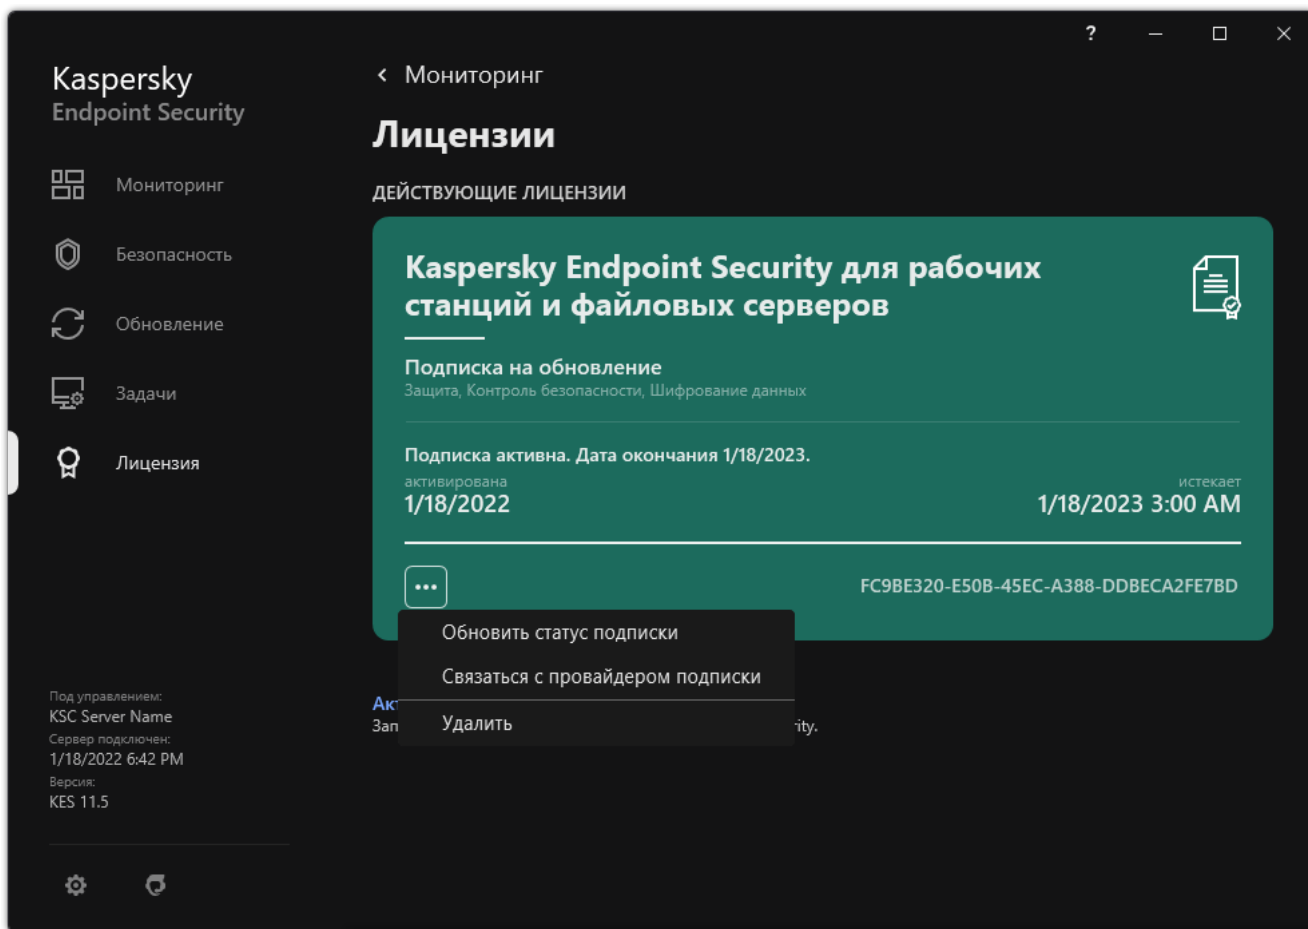 ?
Kaspersky
Endpoint Security
Мониторинг
Безопасность
Обновление
Задачи
Лицензия
Под управлением:
KSC Server Name
Сервер подключен:
1/18/2022 6:42 PM
Версия:
KES 11.5
Мониторинг
Лицензии
ДЕЙСТВУЮЩИЕ ЛИЦЕНЗИИ
Kaspersky Endpoint Security для рабочих
станций и файловых серверов
Подписка на обновление
Защита, Контроль безопасности, Шифрование данных
Подписка активна. Дата окончания 1/18/2023.
активирована
истекает
1/18/2022
1/18/2023 3:00 AM
FC9BE320-E50B-45EC-A388-DDBECA2FE7BD
Обновить статус подписки
Связаться с провайдером подписки
Удалить